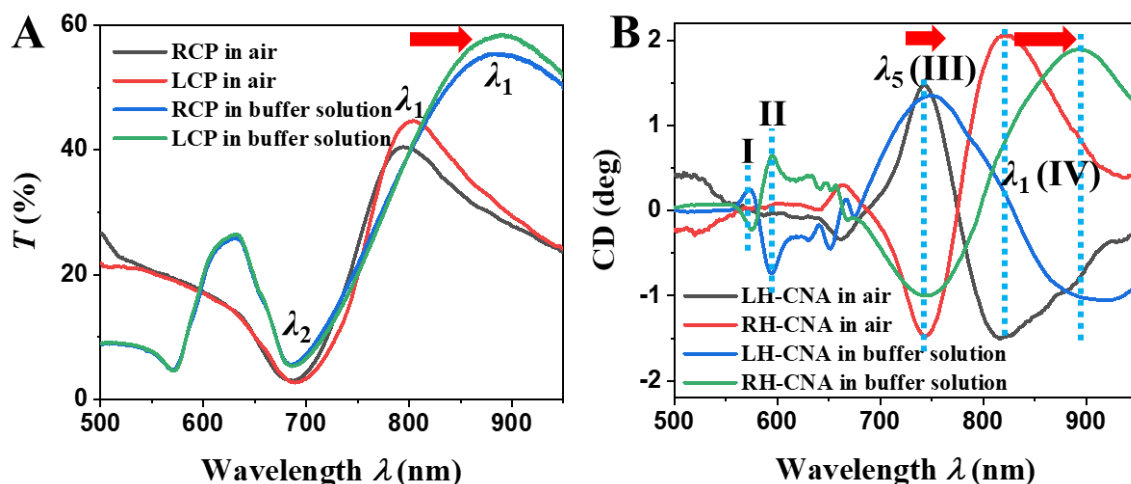 A
60
40
20
0
T (%)
RCP in air
LCP in air
RCP in buffer solution
LCP in buffer solution
λ1
λ1
λ2
500
600
700
800
900
Wavelength λ (nm)
B
2
1
0
-1
-2
CD (deg)
λ5 (III)
II
I
λ1 (IV)
LH-CNA in air
RH-CNA in air
LH-CNA in buffer solution
RH-CNA in buffer solution
500
600
700
800
900
Wavelength λ (nm)